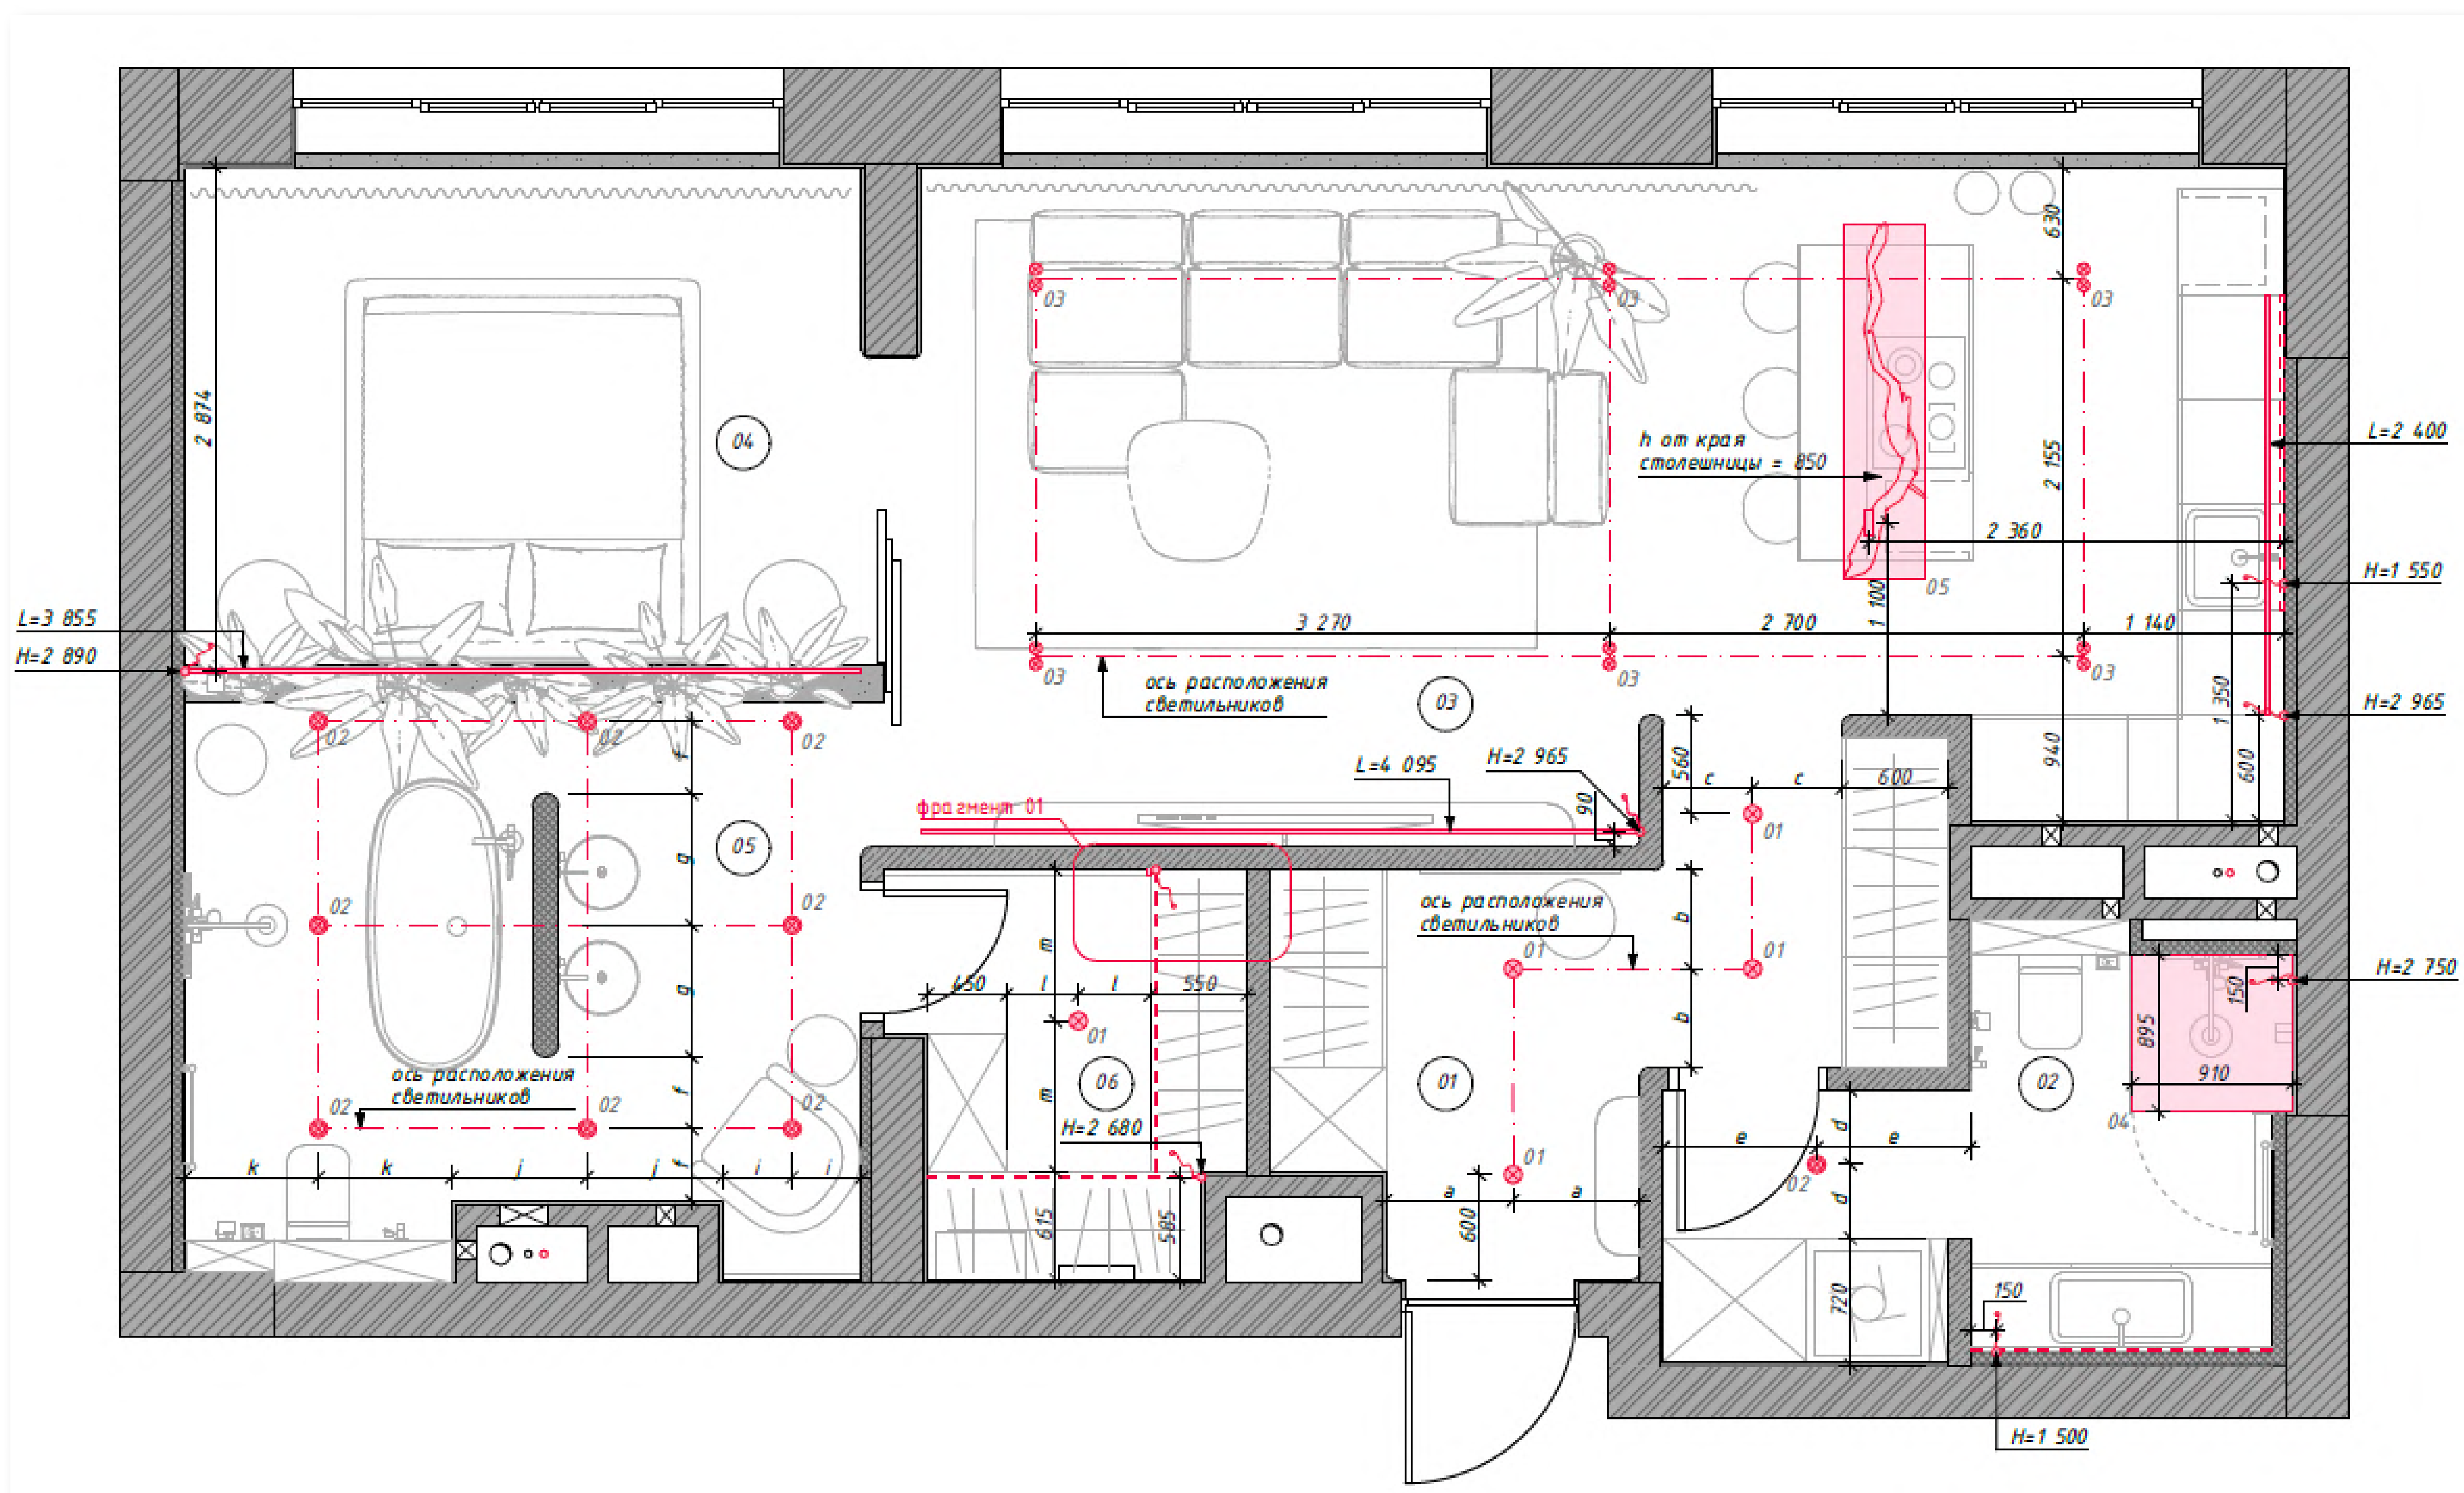 630
03
03
03
2 874
04
h от края
столешницы = 850
2 155
L=2 400
2 360
H=1 550
05
1 100
L=3 855
H=2 890
3 270
2 700
1 140
03
03
03
ось расположения
светильников
03
1 350
H=2 965
02
02
02
f
H=2 965
L=4 095
560
c
c
600
940
600
90
фрагмент 01
01
05
g
02
02
ось расположения
светильников
b
01
01
m
g
450
l
l
550
b
H=2 750
150
01
895
910
ось расположения
светильников
f
02
02
02
m
06
01
02
04
H=2 680
d
e
e
01
02
k
k
j
j
f
i
i
d
a
a
615
585
600
720
150
H=1 500